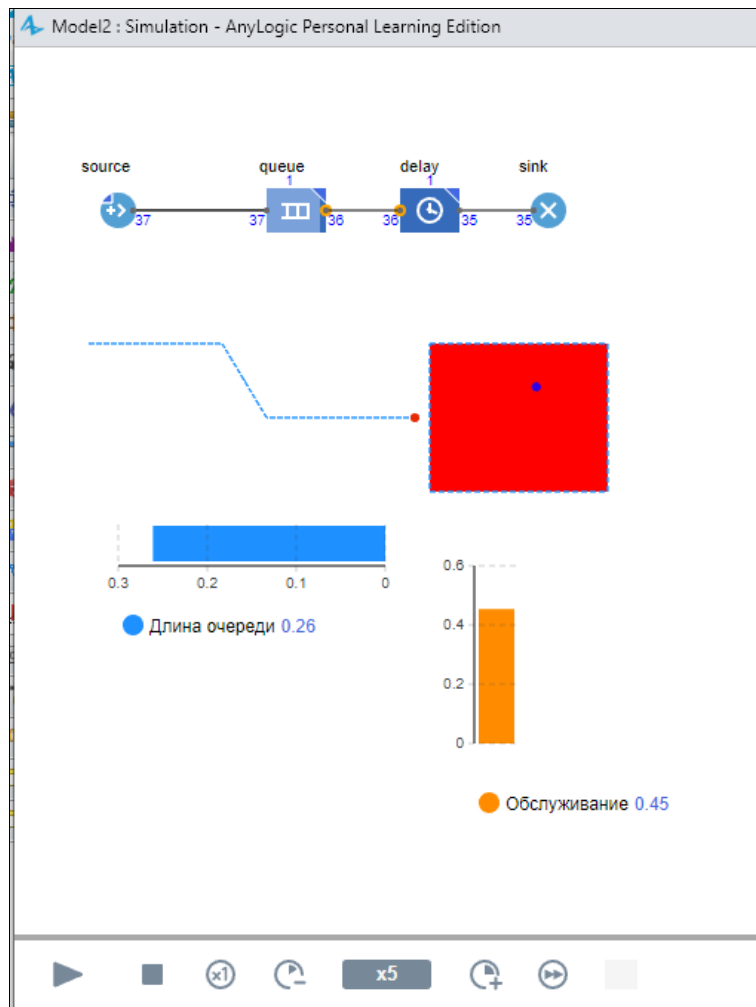 Model2 : Simulation - AnyLogic Personal Learning Edition
source queue delay sink
1 1
37 37 36 36 35 35
0.3 0.2 0.1 0
Длина очереди 0.26
0.6
0.4
0.2
0
Обслуживание 0.45
x1 x5